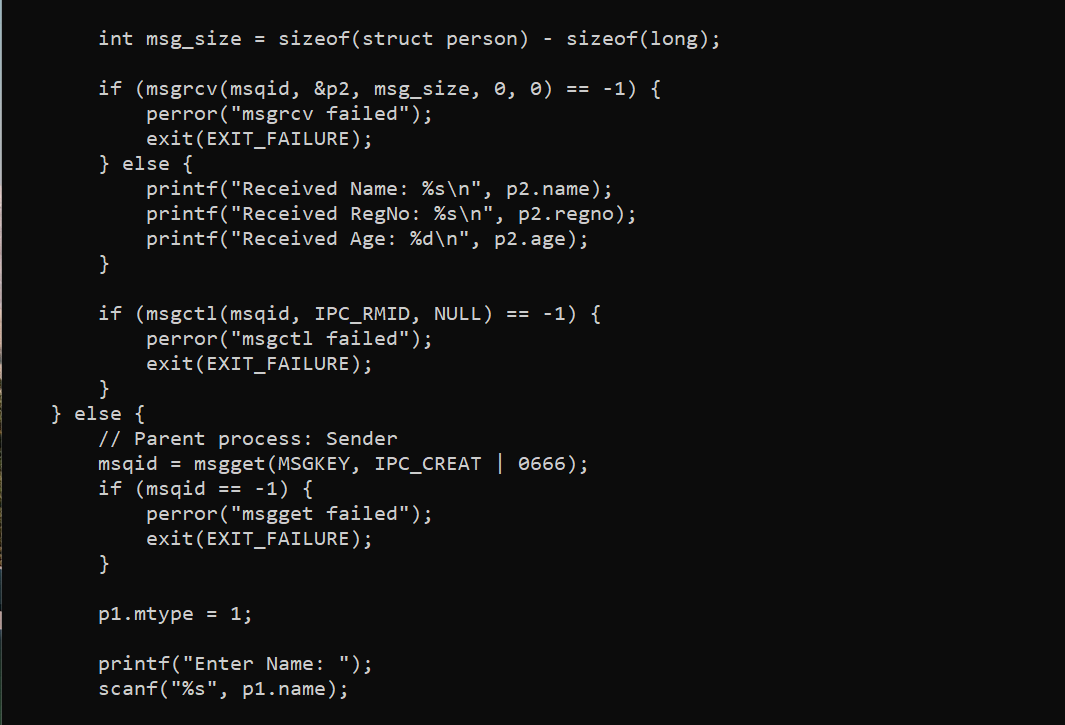 int msg_size = sizeof(struct person) - sizeof(long);
if (msgrcv(msqid, &p2, msg_size, 0, 0) == -1) {
perror("msgrcv failed");
exit(EXIT_FAILURE);
} else {
printf("Received Name: %s\n", p2.name);
printf("Received RegNo: %s\n", p2.regno);
printf("Received Age: %d\n", p2.age);
}
if (msgctl(msqid, IPC_RMID, NULL) == -1) {
perror("msgctl failed");
exit(EXIT_FAILURE);
}
} else {
// Parent process: Sender
msqid = msgget(MSGKEY, IPC_CREAT | 0666);
if (msqid == -1) {
perror("msgget failed");
exit(EXIT_FAILURE);
}
p1.mtype = 1;
printf("Enter Name: ");
scanf("%s", p1.name);